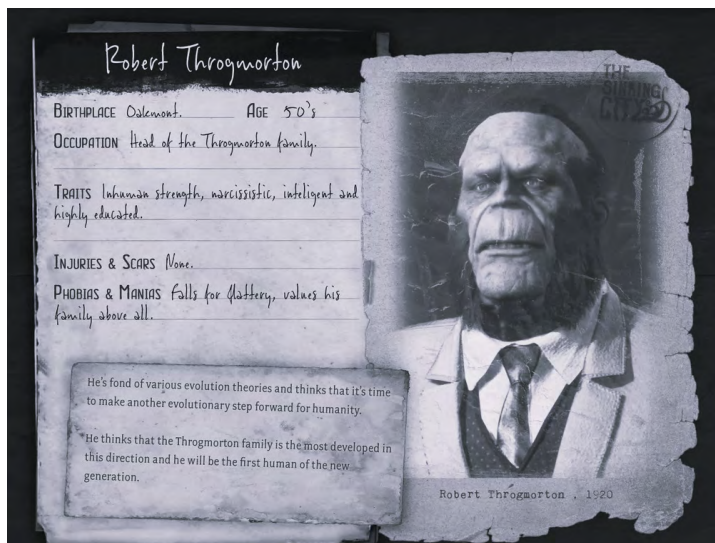 Robert Throgmorton
BIRTHPLACE Oakmont. AGE 50's
OCCUPATION Head of the Throgmorton family.
TRAITS Inhuman strength, narcissistic, inteligent and
highly educated.
INJURIES & SCARS None.
PHOBIAS & MANIAS Falls for flattery, values his
family above all.
He's fond of various evolution theories and thinks that it's time
to make another evolutionary step forward for humanity.
He thinks that the Throgmorton family is the most developed in
this direction and he will be the first human of the new
generation.
THE
SINKING
CITY
Robert Throgmorton , 1920